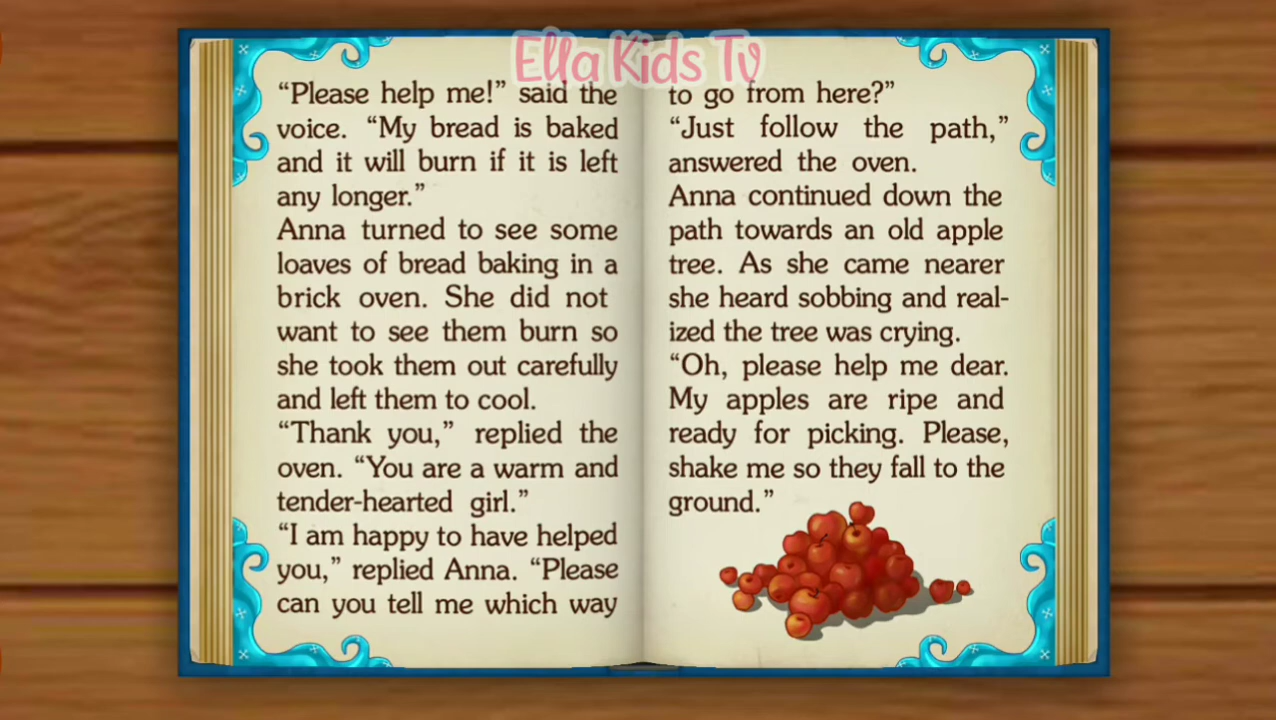 Ella Kids Tv
“Please help me!” said the
voice. “My bread is baked
and it will burn if it is left
any longer.”
Anna turned to see some
loaves of bread baking in a
brick oven. She did not
want to see them burn so
she took them out carefully
and left them to cool.
“Thank you,” replied the
oven. “You are a warm and
tender-hearted girl.”
“I am happy to have helped
you,” replied Anna. “Please
can you tell me which way
to go from here?”
“Just follow the path,”
answered the oven.
Anna continued down the
path towards an old apple
tree. As she came nearer
she heard sobbing and real-
ized the tree was crying.
“Oh, please help me dear.
My apples are ripe and
ready for picking. Please,
shake me so they fall to the
ground.”